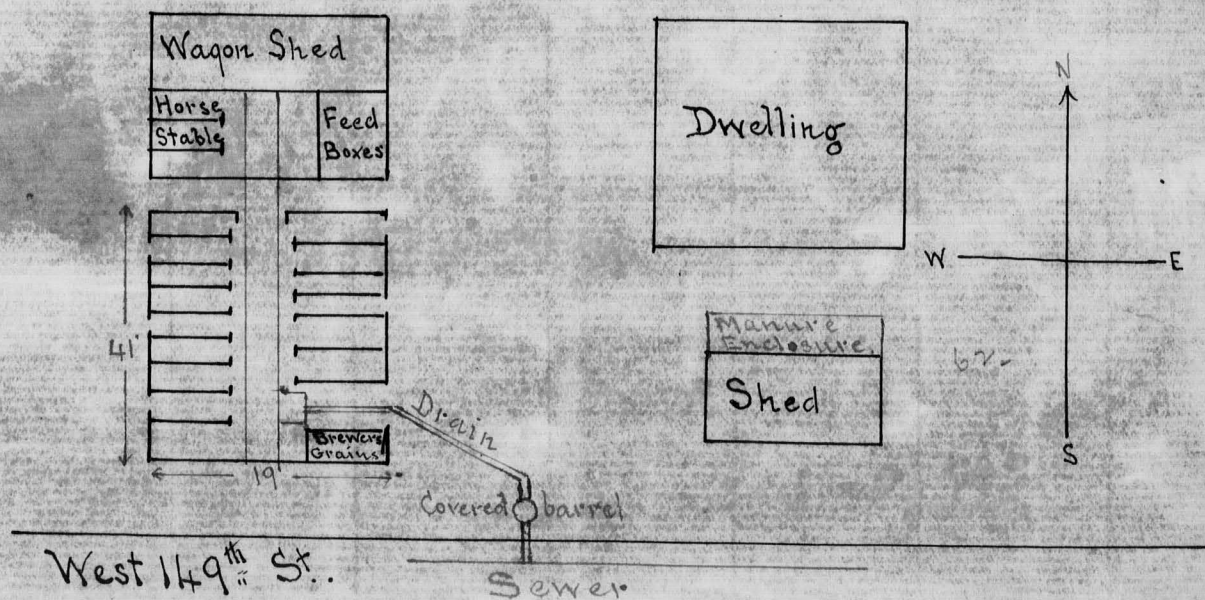 Wagon Shed
Horse
Stable
Feed
Boxes
Dwelling
N
W
E
S
41'
Manure
Enclosure.
Shed
62-
Drain
Brewers
Grains
19'
Covered barrel
West 149th St.
Sewer